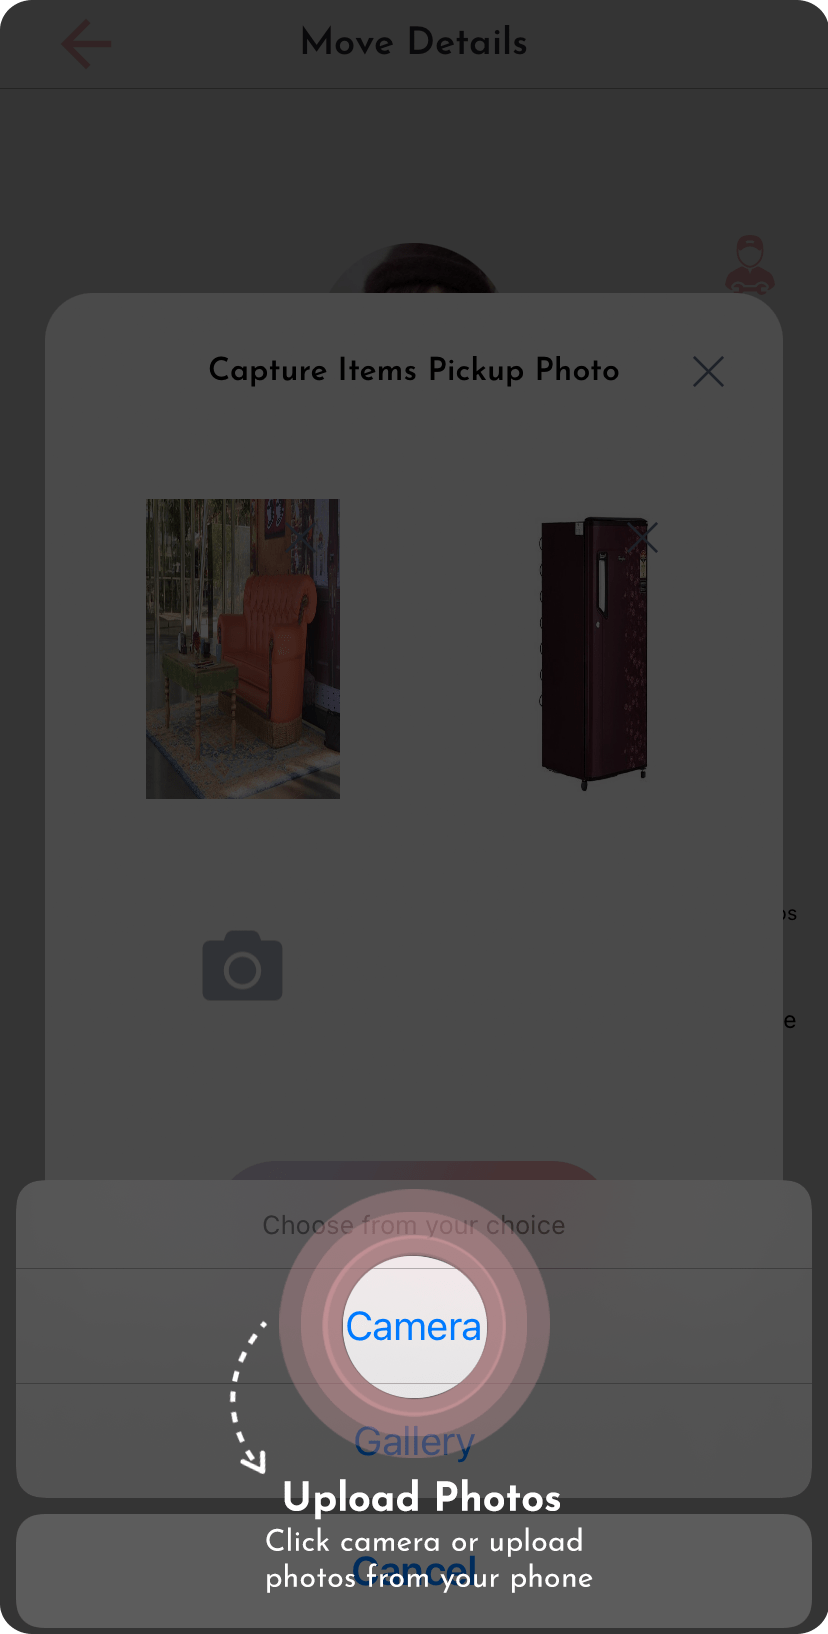 Move Details
Capture Items Pickup Photo
e
Choose from your choice
Camera
Gallery
Upload Photos
Click camera or upload
photos from your phone
Cancel